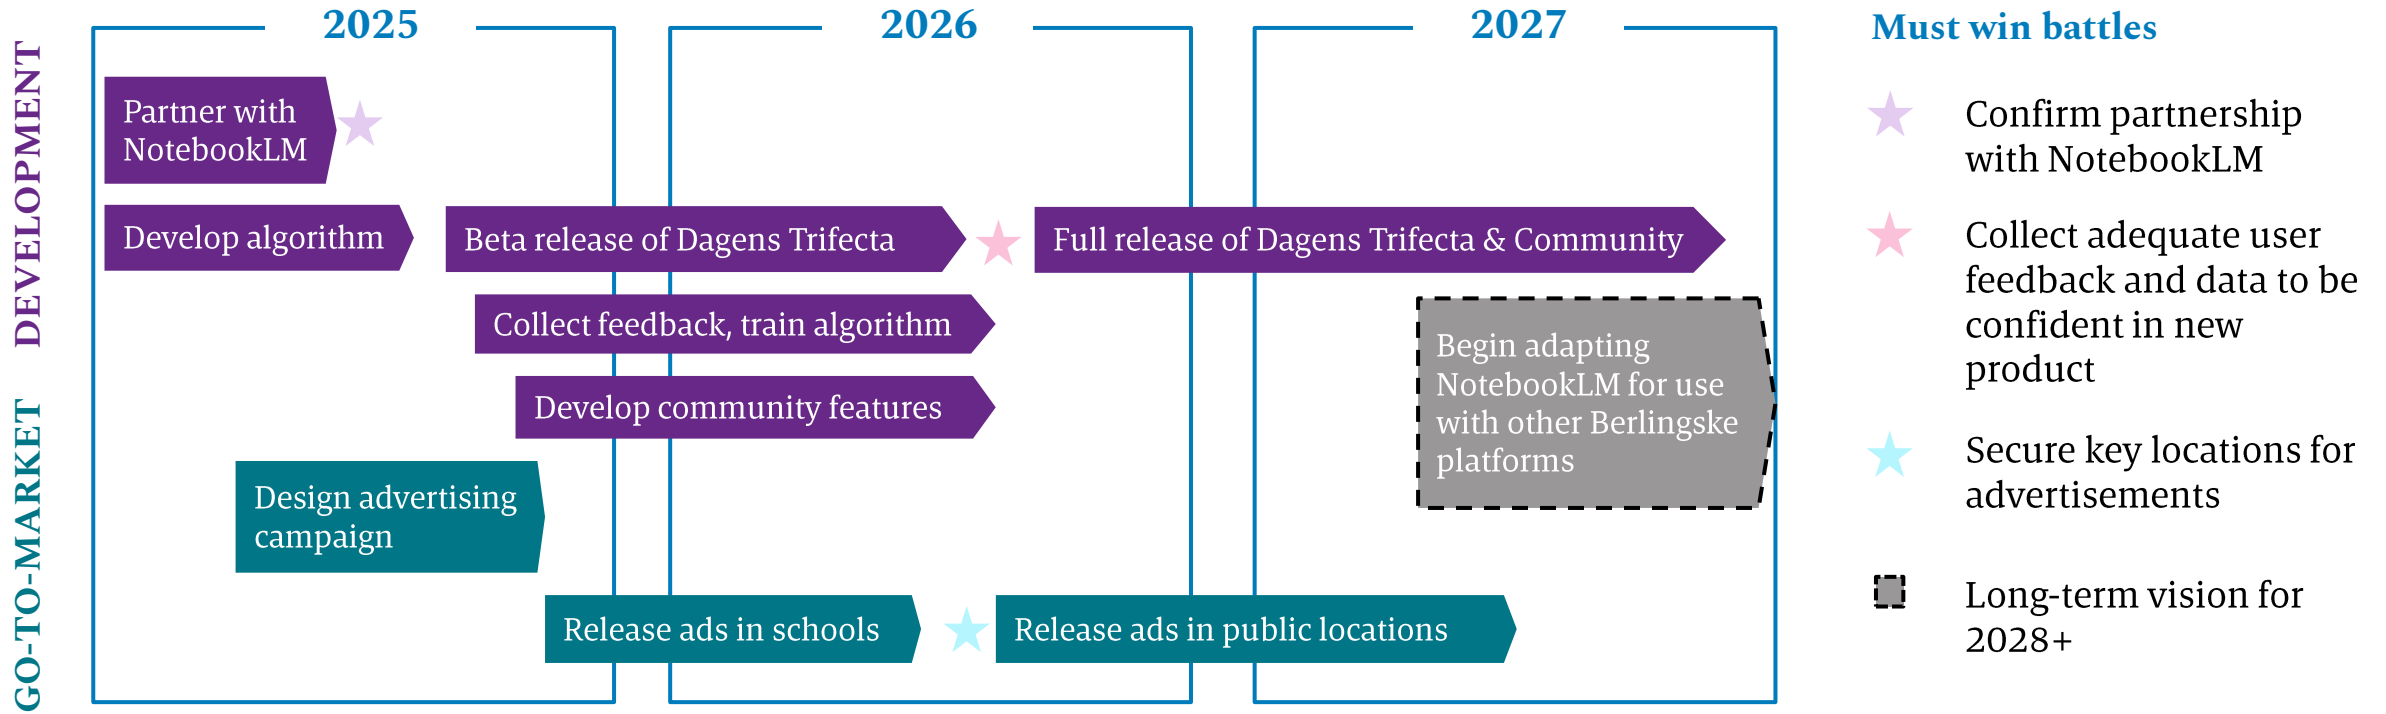 2025
2026
2027
DEVELOPMENT
Partner with
NotebookLM
Develop algorithm
Beta release of Dagens Trifecta
Full release of Dagens Trifecta & Community
Collect feedback, train algorithm
Develop community features
Begin adapting
NotebookLM for use
with other Berlingske
platforms
GO-TO-MARKET
Design advertising
campaign
Release ads in schools
Release ads in public locations
Must win battles
Confirm partnership
with NotebookLM
Collect adequate user
feedback and data to be
confident in new
product
Secure key locations for
advertisements
Long-term vision for
2028+